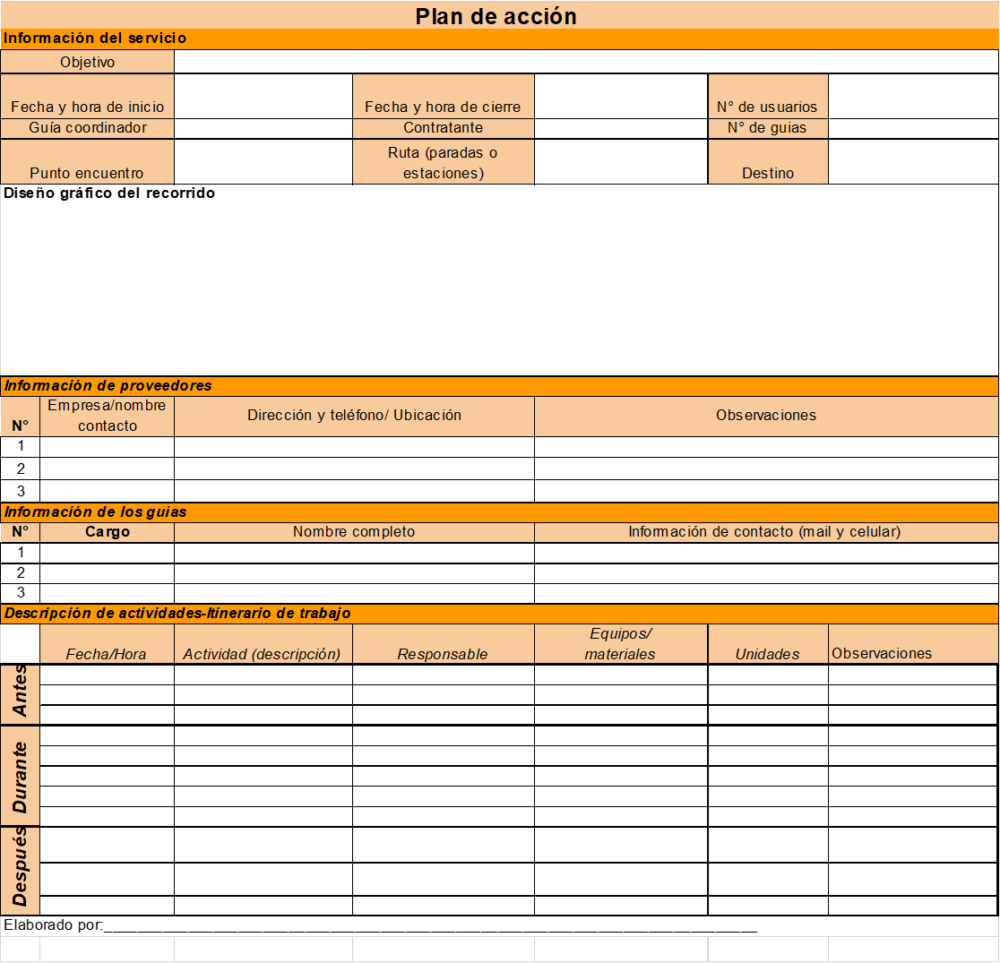 Plan de acción
Información del servicio
Objetivo
Fecha y hora de inicio
Fecha y hora de cierre
N° de usuarios
Guía coordinador
Contratante
N° de guias
Punto encuentro
Ruta (paradas o
estaciones)
Destino
Diseño gráfico del recorrido
Información de proveedores
N°
Empresa/nombre
contacto
Dirección y teléfono/ Ubicación
Observaciones
1
2
3
Información de los guías
N°
Cargo
Nombre completo
Información de contacto (mail y celular)
1
2
3
Descripción de actividades-Itinerario de trabajo
Fecha/Hora
Actividad (descripción)
Responsable
Equipos/
materiales
Unidades
Observaciones
Antes
Durante
Después
Elaborado por:______________________________________________________________________